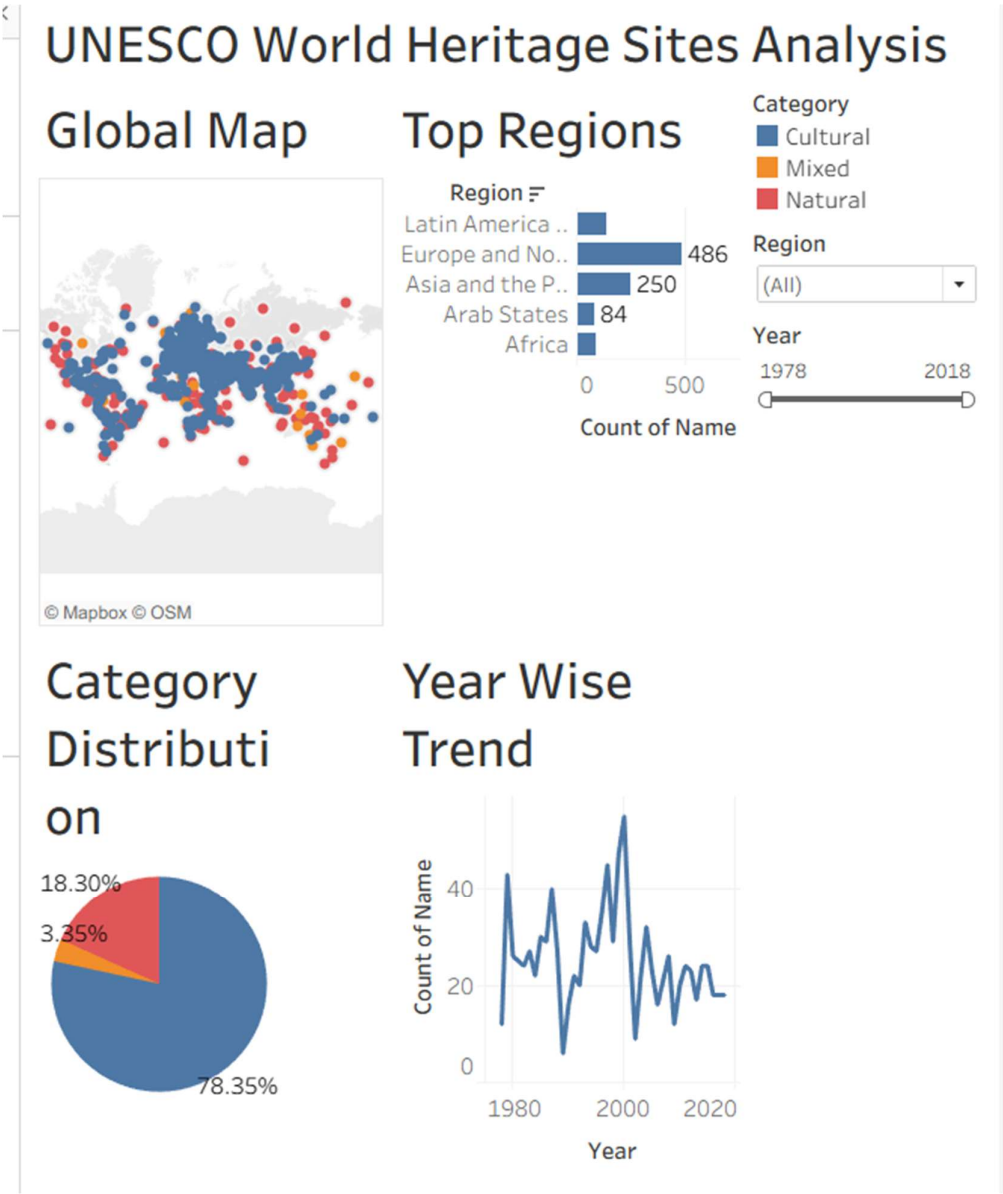 UNESCO World Heritage Sites Analysis
Global Map
© Mapbox © OSM
Top Regions
Region
Latin America ..
Europe and No.. 486
Asia and the P.. 250
Arab States 84
Africa
0 500
Count of Name
Category
Cultural
Mixed
Natural
Region
(All)
Year
1978 2018
Category
Distributi
on
18.30%
3.35%
78.35%
Year Wise
Trend
Count of Name
40
20
0
1980 2000 2020
Year